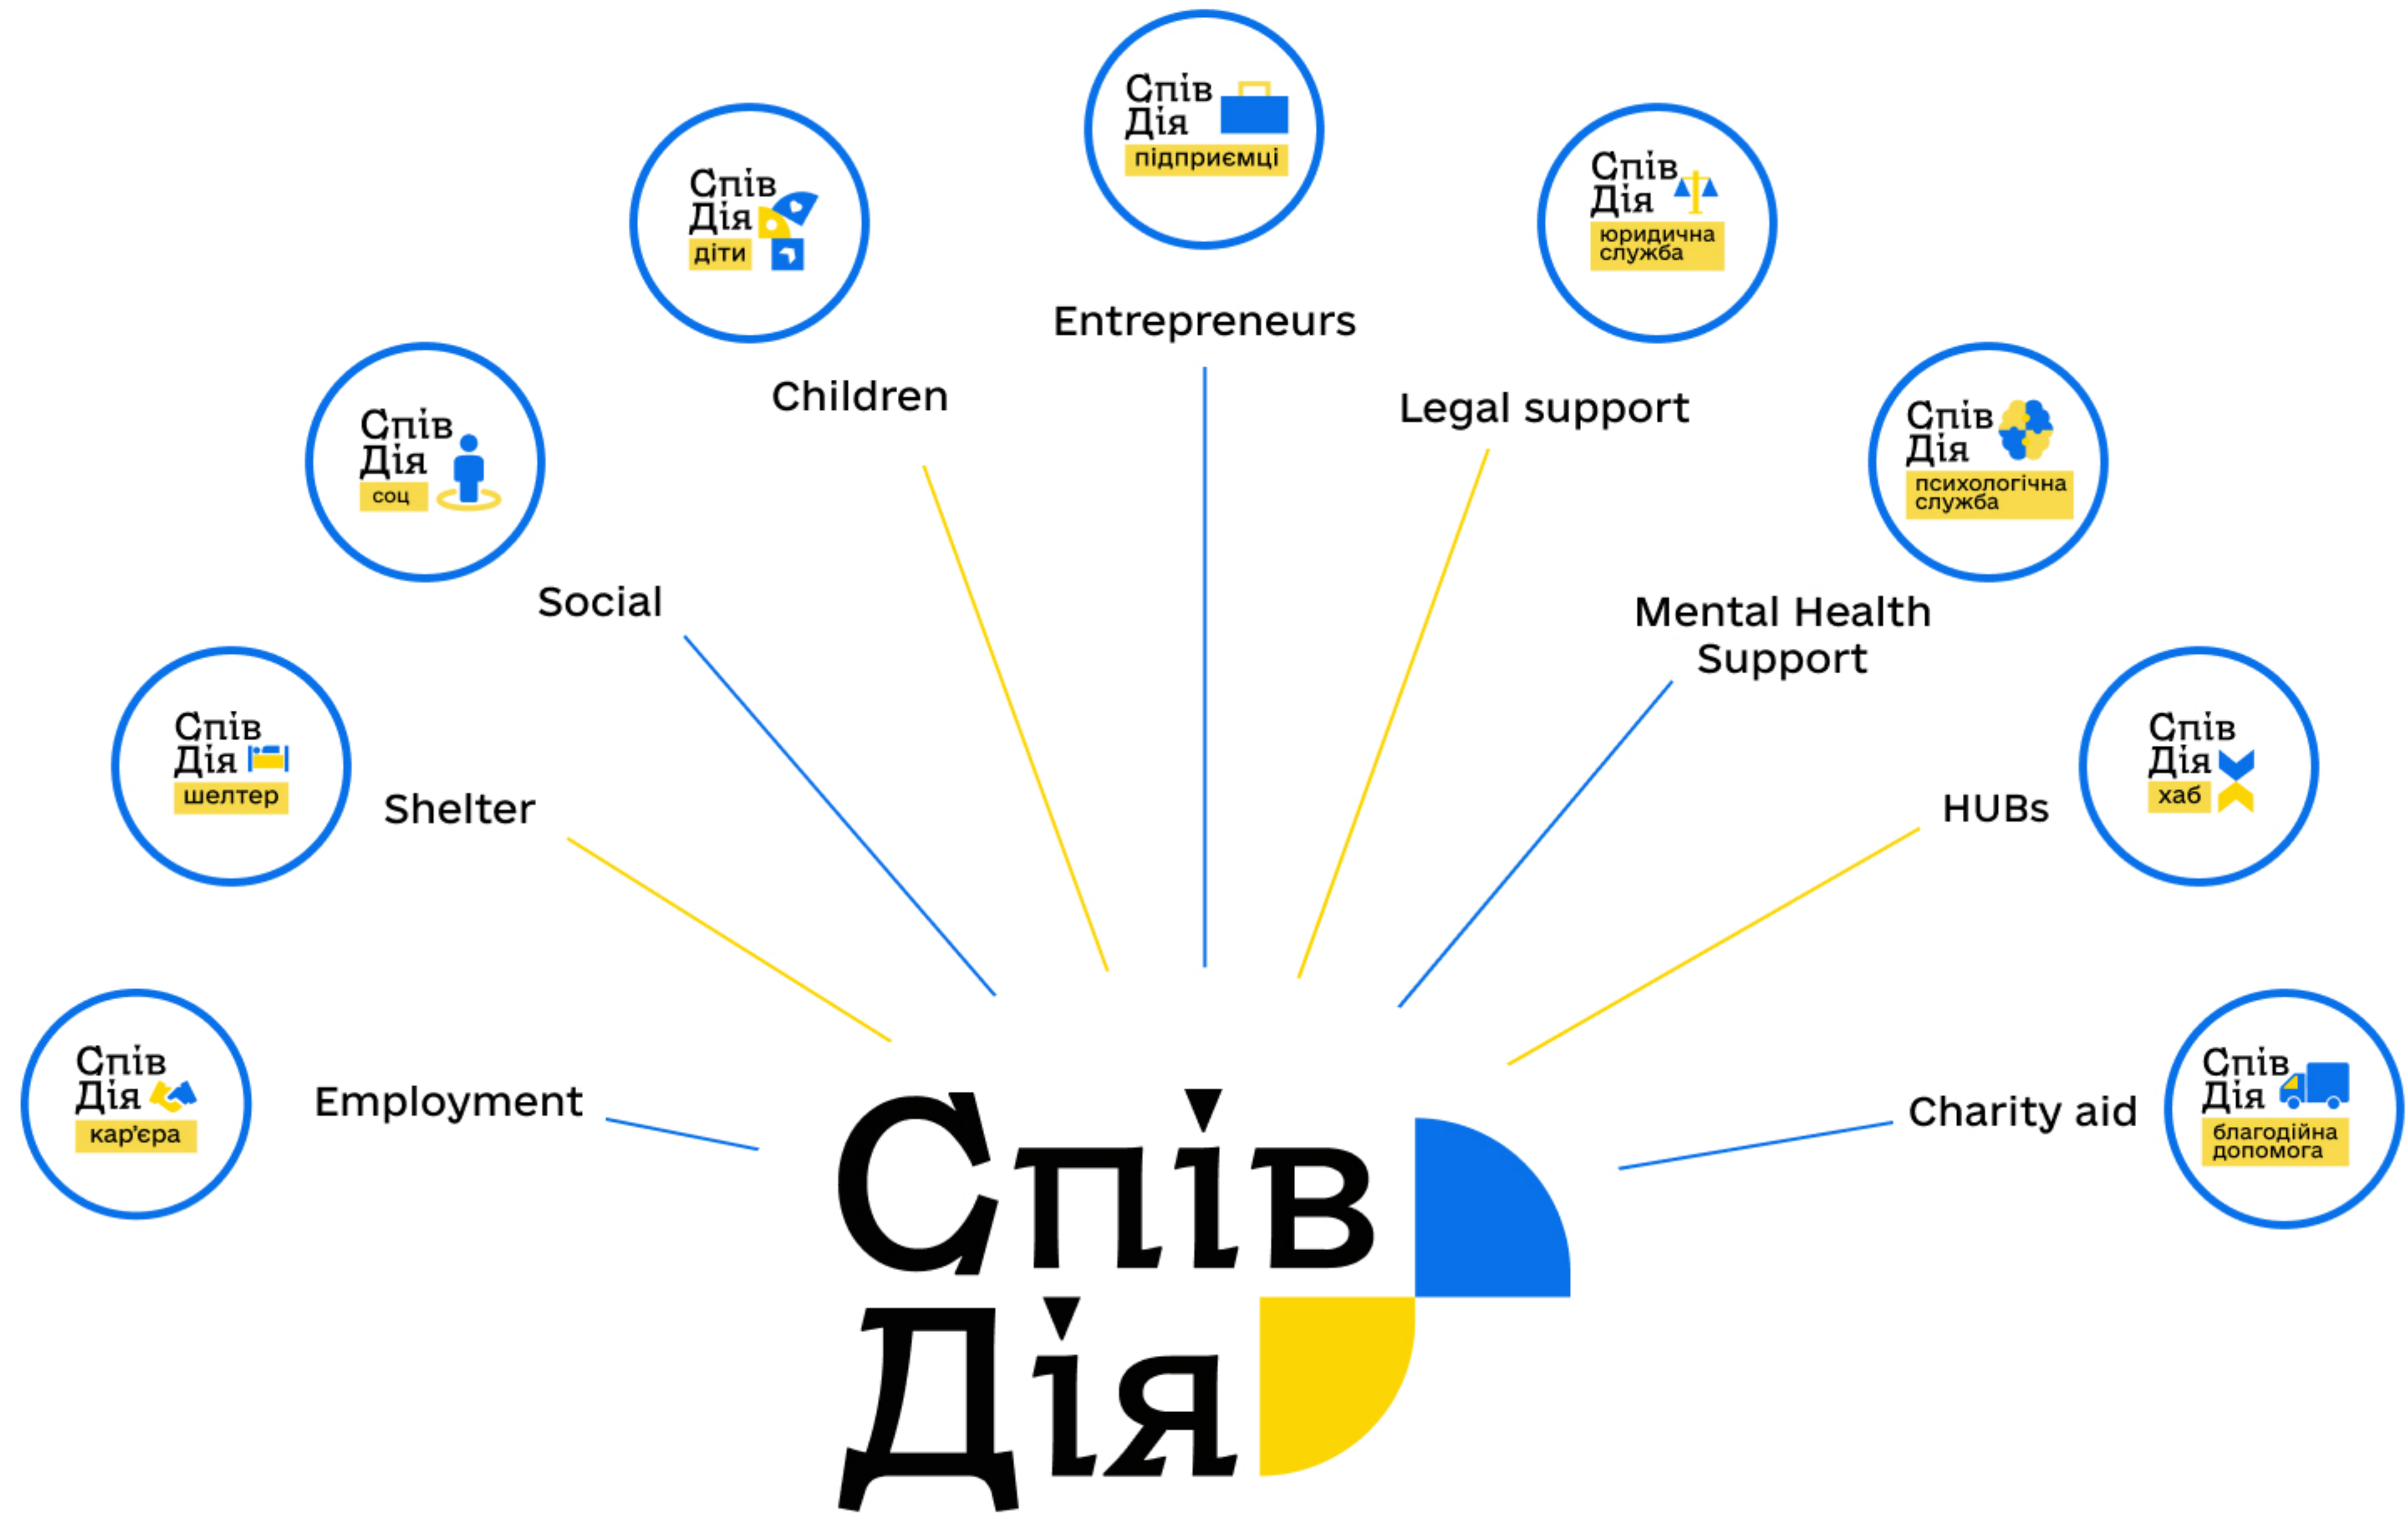 Спів
Дія
підприємці
Entrepreneurs
Спів
Дія
діти
Children
Спів
Дія
юридична
служба
Legal support
Спів
Дія
соц
Social
Спів
Дія
психологічна
служба
Mental Health
Support
Спів
Дія
шелтер
Shelter
Спів
Дія
хаб
HUBs
Спів
Дія
кар'єра
Employment
Спів
Дія
благодійна
допомога
Charity aid
Спів
Дія